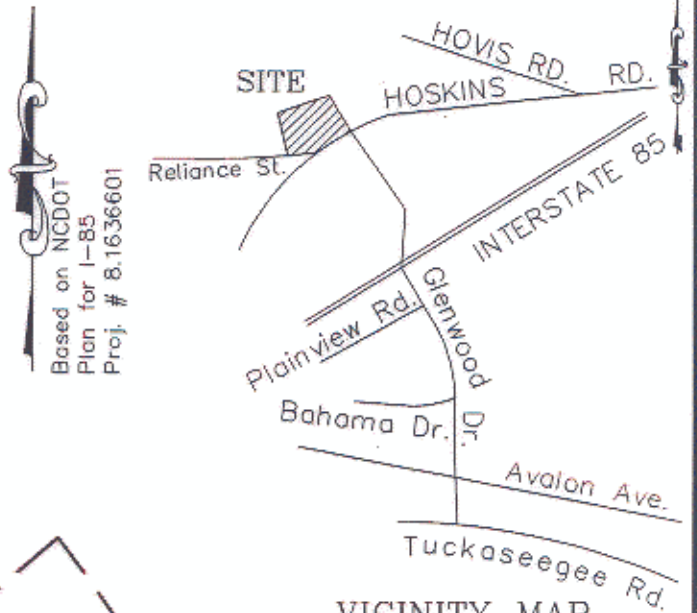 HOVIS RD.
SITE
HOSKINS RD.
Reliance St.
INTERSTATE 85
Based on NCDOT
Plan for I-85
Proj. # 8.1636601
Glenwood Dr.
Plainview Rd.
Bahama Dr.
Avalon Ave.
Tuckaseegee Rd.
VICINITY MAP